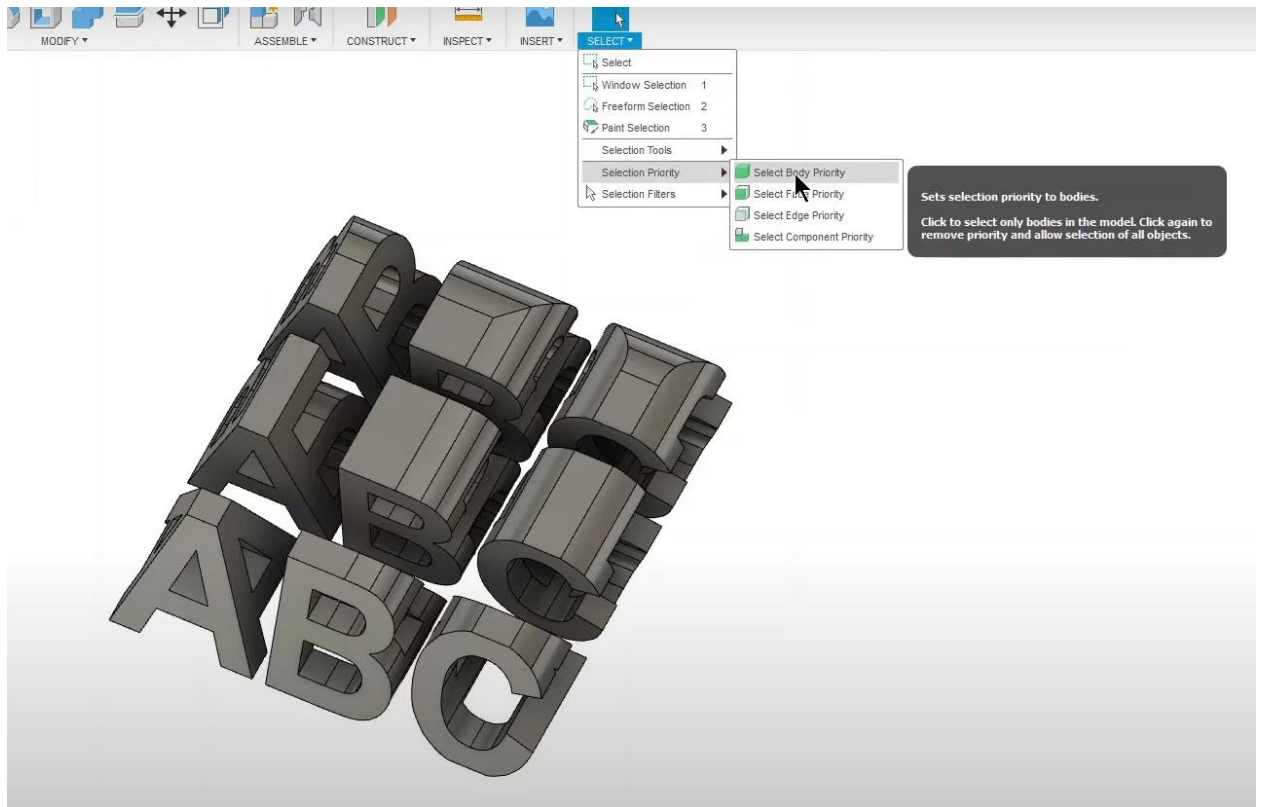 MODIFY ▾
ASSEMBLE ▾
CONSTRUCT ▾
INSPECT ▾
INSERT ▾
SELECT ▾
Select
Window Selection 1
Freeform Selection 2
Paint Selection 3
Selection Tools
Selection Priority
Selection Filters
Select Body Priority
Select Face Priority
Select Edge Priority
Select Component Priority
Sets selection priority to bodies.
Click to select only bodies in the model. Click again to
remove priority and allow selection of all objects.
A B C
A B C
A B C